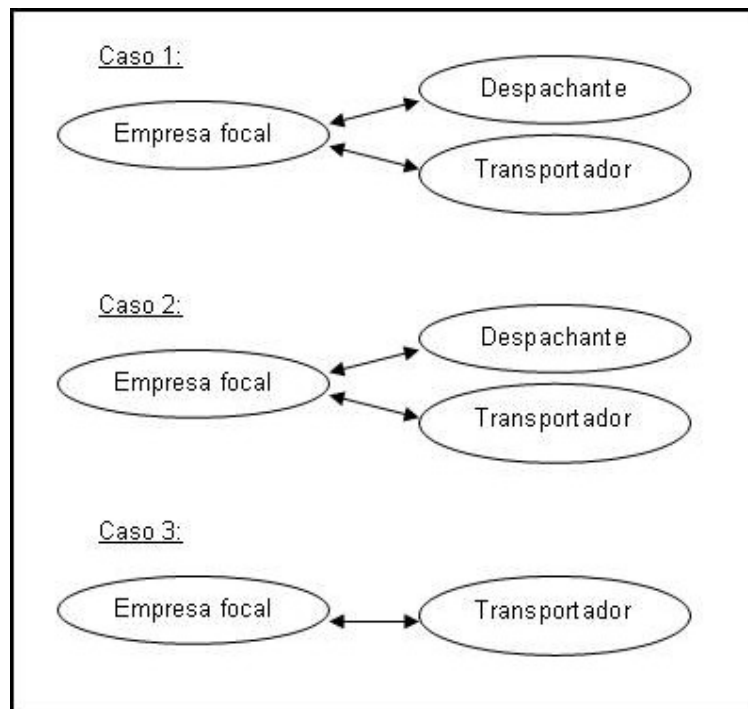 Caso 1:
Despachante
Empresa focal
Transportador
Caso 2:
Despachante
Empresa focal
Transportador
Caso 3:
Empresa focal
Transportador